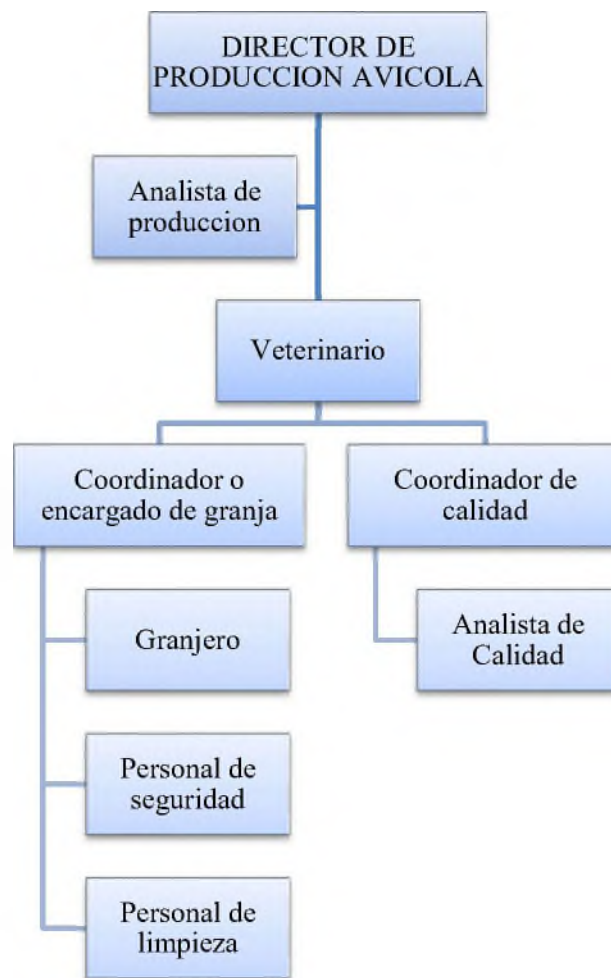 DIRECTOR DE
PRODUCCION AVICOLA
Analista de
produccion
Veterinario
Coordinador o
encargado de granja
Coordinador de
calidad
Granjero
Analista de
Calidad
Personal de
seguridad
Personal de
limpieza